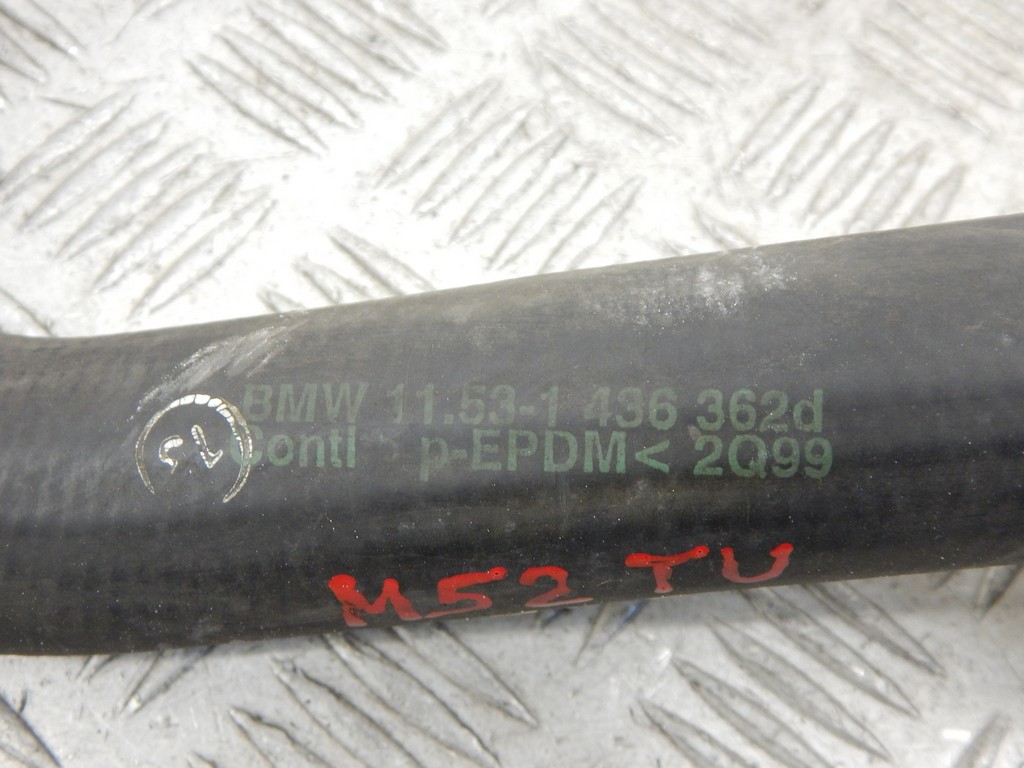 BMW 11.53-1 436 362d
Conti p-EPDM< 2Q99
M52 TU